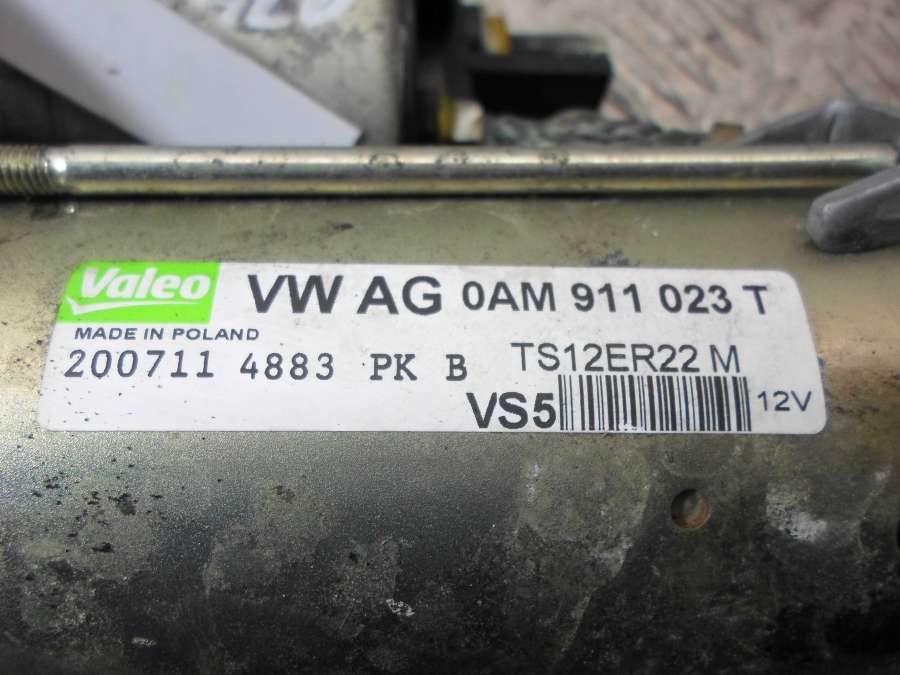 Valeo VW AG 0AM 911 023 T
MADE IN POLAND
200711 4883 PK B TS12ER22 M
VS5 12V